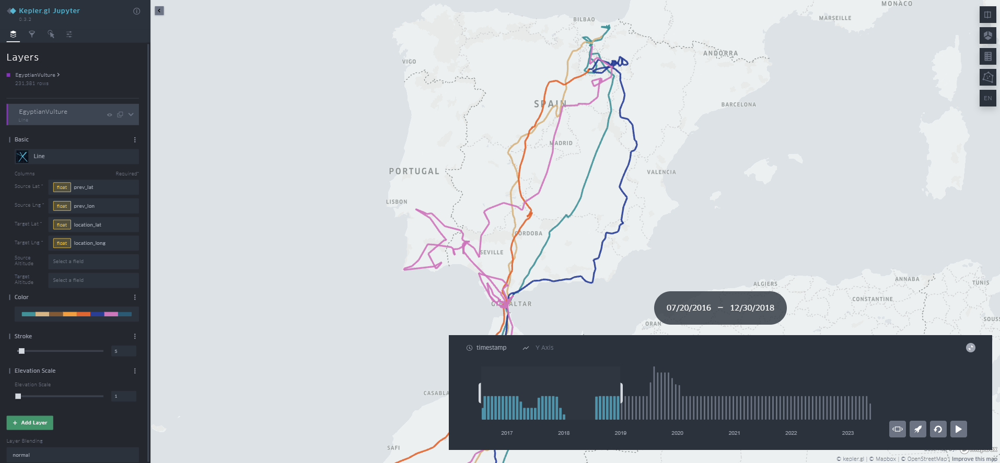 Kepler.gl Jupyter
0.3.2
Layers
EgyptianVulture
231,381 rows
EgyptianVulture
Line
Basic
Line
Columns Required*
Source Lat * float prev_lat
Source Lng * float prev_lon
Target Lat * float location_lat
Target Lng * float location_long
Source Altitude Select a field
Target Altitude Select a field
Color
Stroke
5
Elevation Scale
Elevation Scale
1
+ Add Layer
Layer Blending
normal
MONACO
BILBAO
MARSEILLE
ANDORRA
VIGO
SPAIN
BARCELONA
MADRID
PORTUGAL
VALENCIA
LISBON
CÓRDOBA
SEVILLE
GIBRALTAR
ALGIERS
ANNABA
TUNIS
CONSTANTINE
SOUSS
ORAN
CASABLA
SAFI
EN
07/20/2016 – 12/30/2018
timestamp Y Axis
2017 2018 2019 2020 2021 2022 2023
Basemap by: mapbox
© kepler.gl | © Mapbox | © OpenStreetMap | Improve this map